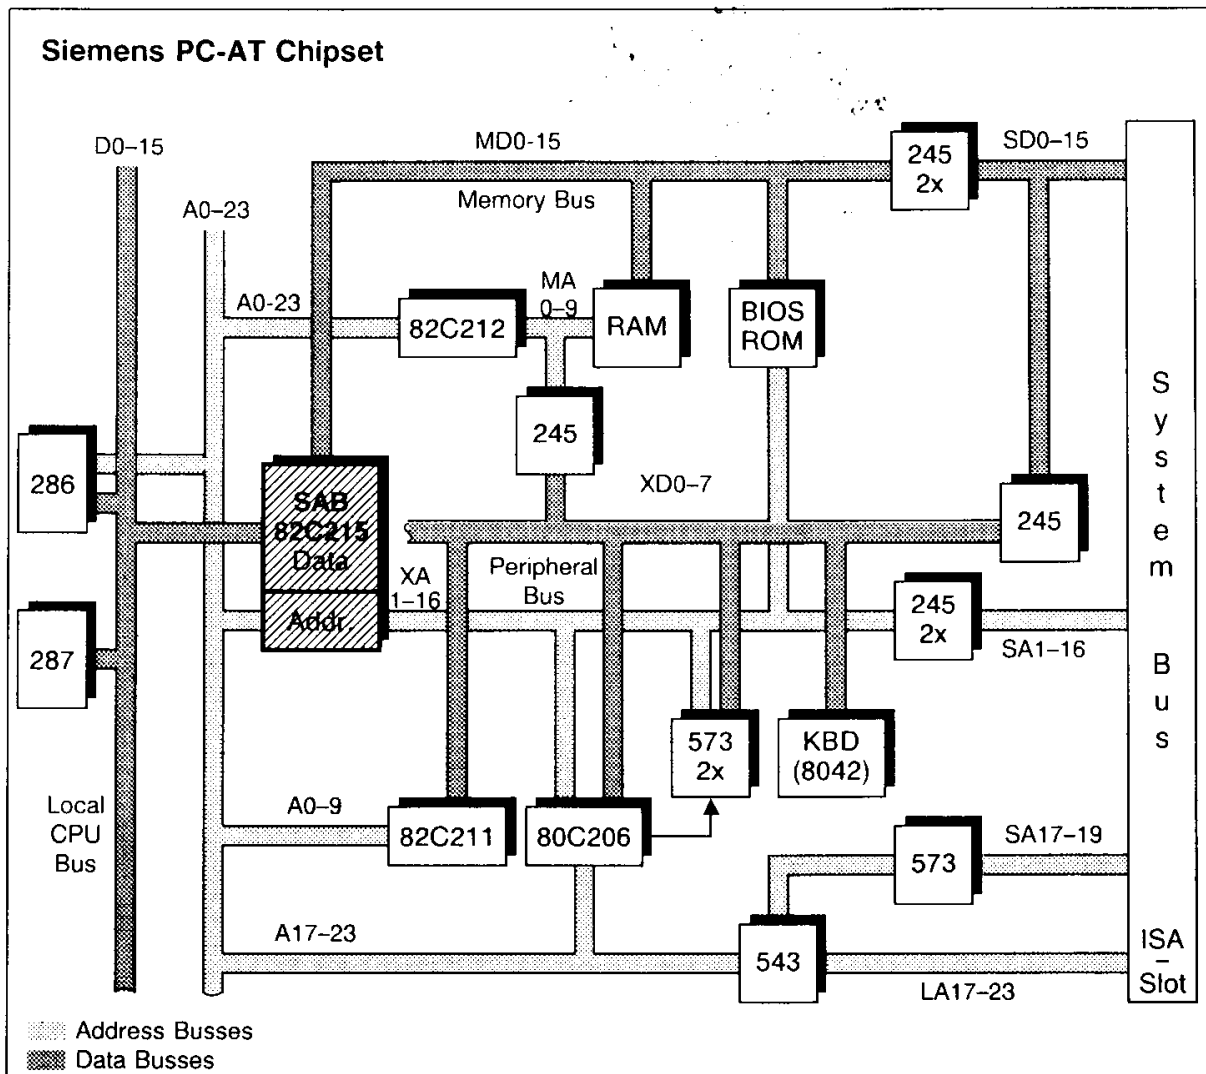 Siemens PC-AT Chipset
D0–15
MD0-15
245
2x
SD0–15
A0–23
Memory Bus
A0-23
82C212
MA
0–9
RAM
BIOS
ROM
System Bus
245
286
SAB
82C215
Data
Addr.
XD0–7
245
Peripheral
Bus
XA
1–16
245
2x
SA1–16
287
573
2x
KBD
(8042)
Local
CPU
Bus
A0–9
82C211
80C206
573
SA17–19
A17–23
543
LA17–23
ISA
–
Slot
Address Busses
Data Busses